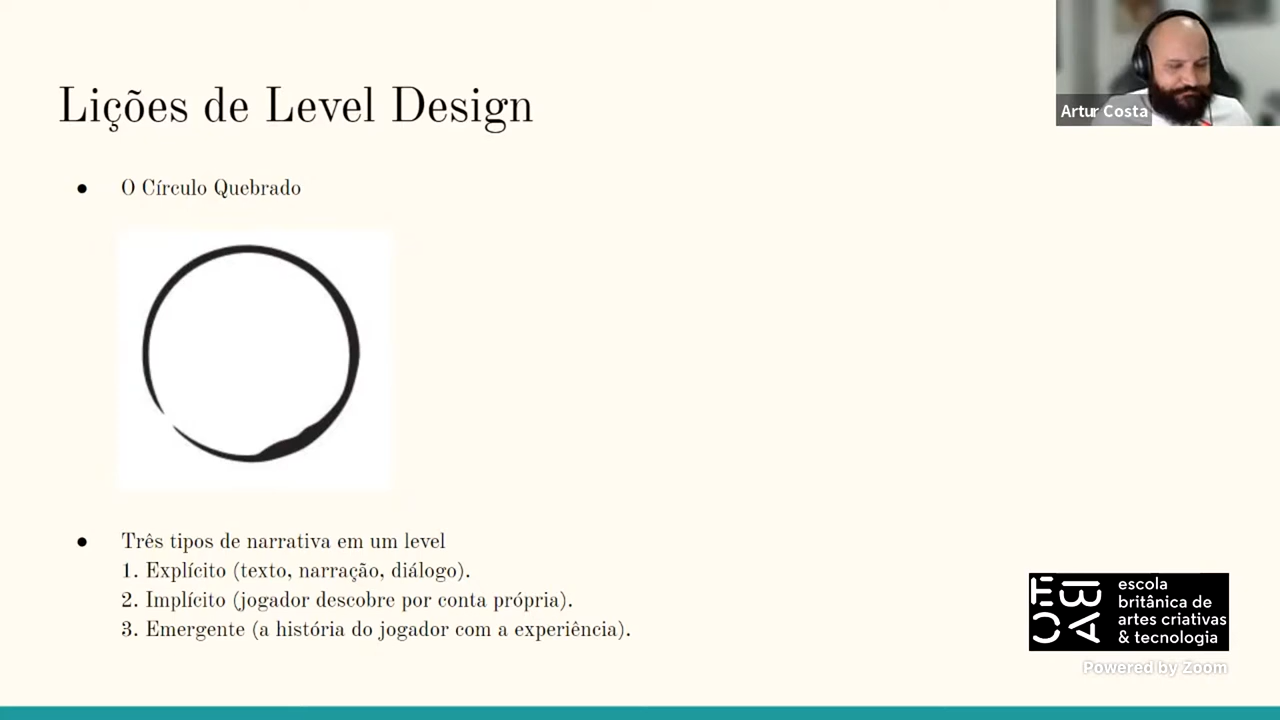 Lições de Level Design
Artur Costa
● O Círculo Quebrado
● Três tipos de narrativa em um level
1. Explícito (texto, narração, diálogo).
2. Implícito (jogador descobre por conta própria).
3. Emergente (a história do jogador com a experiência).
EBAC
escola
britânica de
artes criativas
& tecnologia
Powered by Zoom